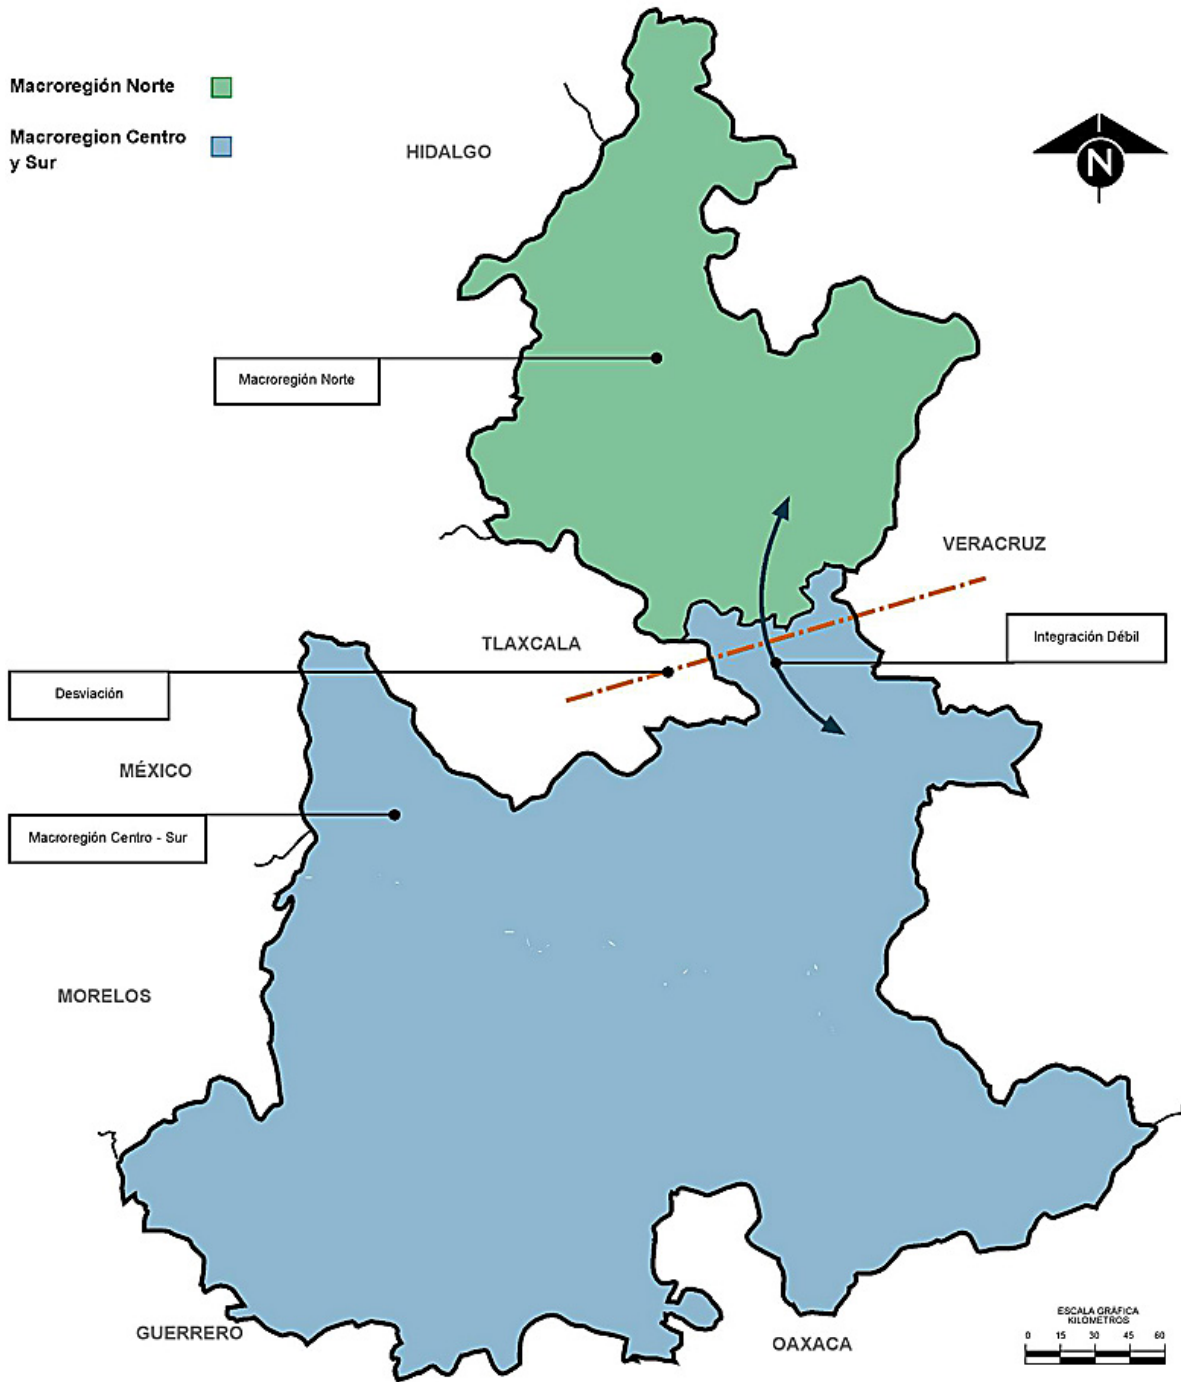 Macroregión Norte
Macroregion Centro
y Sur
HIDALGO
N
Macroregión Norte
VERACRUZ
TLAXCALA
Integración Débil
Desviación
MÉXICO
Macroregión Centro - Sur
MORELOS
GUERRERO
OAXACA
ESCALA GRÁFICA
KILOMETROS
0 15 30 45 60